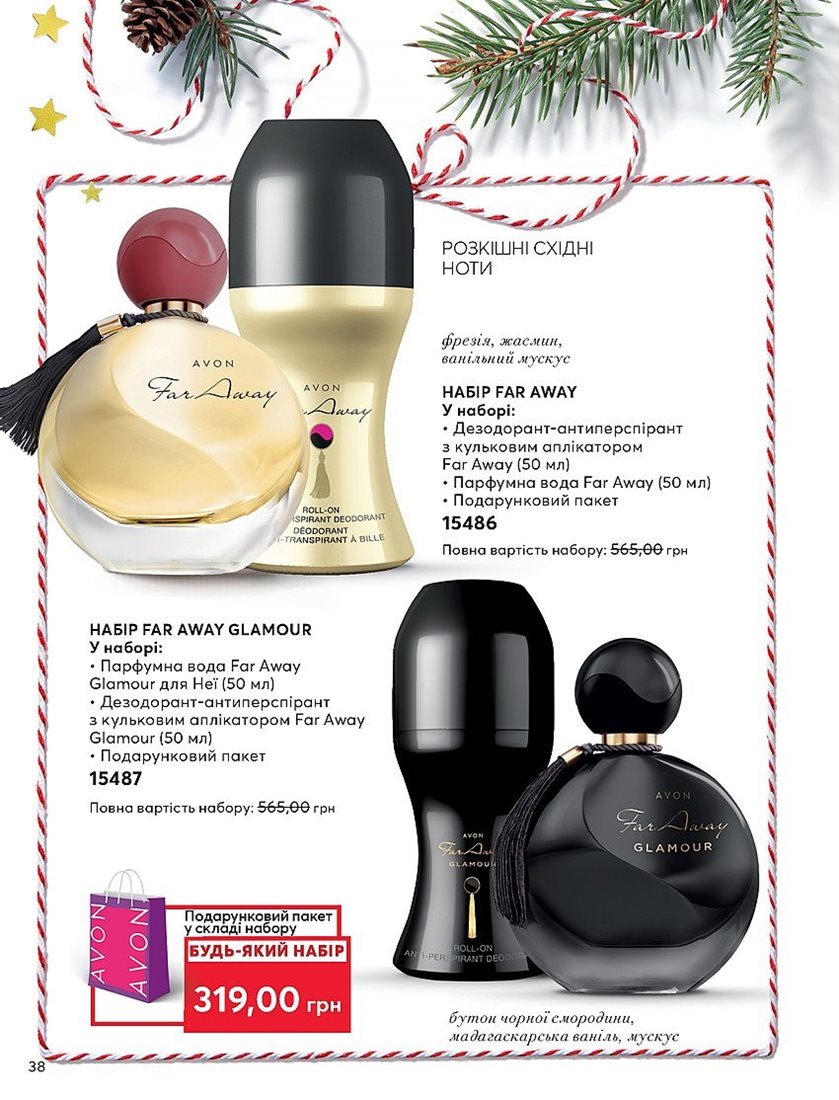 РОЗКІШНІ СХІДНІ
НОТИ
фрезія, жасмин,
ванільний мускус
НАБІР FAR AWAY
У наборі:
• Дезодорант-антиперспірант
з кульковим аплікатором
Far Away (50 мл)
• Парфумна вода Far Away (50 мл)
• Подарунковий пакет
15486
Повна вартість набору: 565,00 грн
AVON
Far Away
AVON
Far Away
ROLL-ON
SPIRANT DEODORANT
DÉODORANT
I-TRANSPIRANT À BILLE
НАБІР FAR AWAY GLAMOUR
У наборі:
• Парфумна вода Far Away
Glamour для Неї (50 мл)
• Дезодорант-антиперспірант
з кульковим аплікатором Far Away
Glamour (50 мл)
• Подарунковий пакет
15487
Повна вартість набору: 565,00 грн
AVON
Far Away
GLAMOUR
ROLL-ON
ANTI-PERSPIRANT DEODOR
AVON
Far Away
GLAMOUR
AVON
AVON
Подарунковий пакет
у складі набору
БУДЬ-ЯКИЙ НАБІР
319,00 грн
бутон чорної смородини,
мадагаскарська ваніль, мускус
38